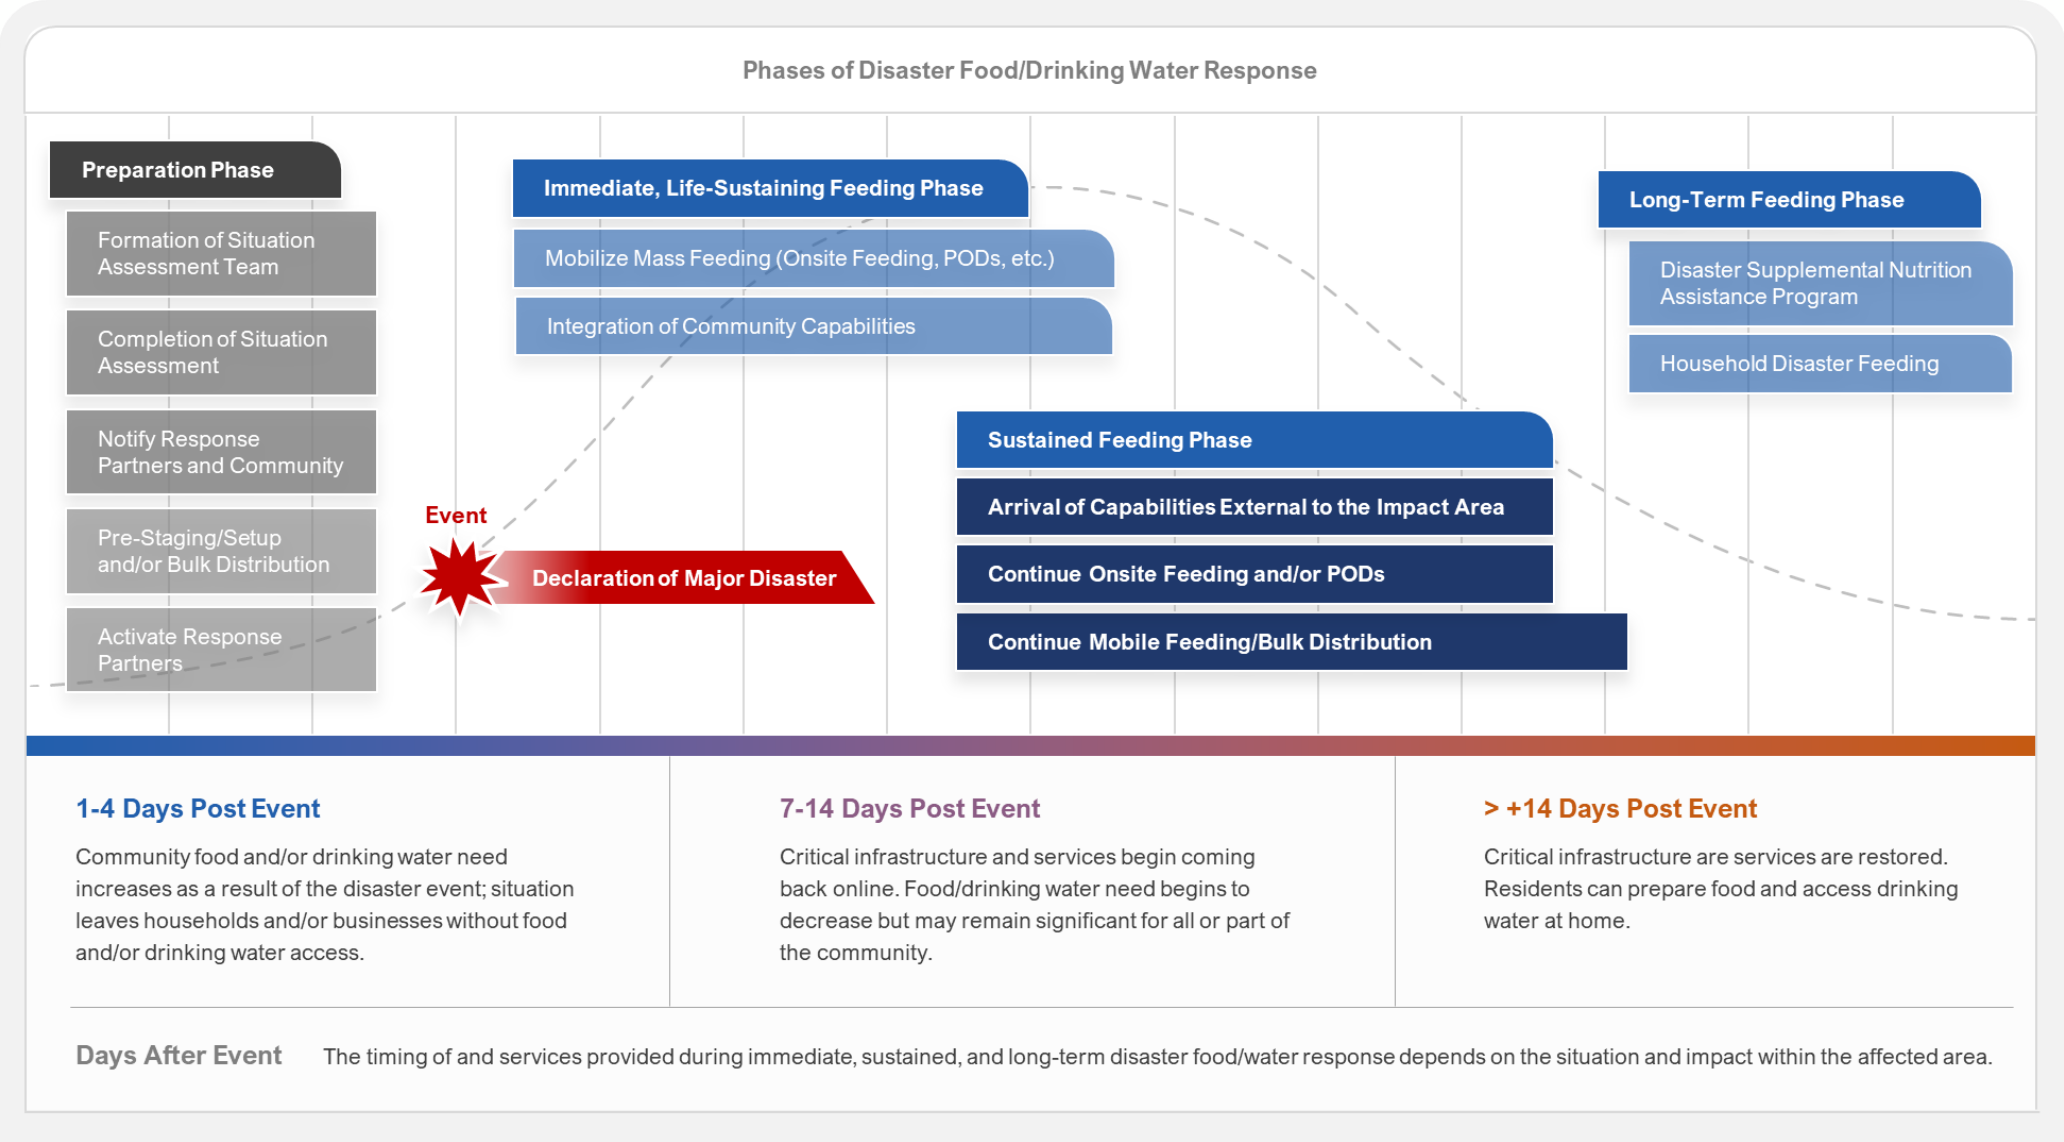 Phases of Disaster Food/Drinking Water Response
Preparation Phase
Formation of Situation
Assessment Team
Completion of Situation
Assessment
Notify Response
Partners and Community
Pre-Staging/Setup
and/or Bulk Distribution
Activate Response
Partners
Event
Declaration of Major Disaster
Immediate, Life-Sustaining Feeding Phase
Mobilize Mass Feeding (Onsite Feeding, PODs, etc.)
Integration of Community Capabilities
Sustained Feeding Phase
Arrival of Capabilities External to the Impact Area
Continue Onsite Feeding and/or PODs
Continue Mobile Feeding/Bulk Distribution
Long-Term Feeding Phase
Disaster Supplemental Nutrition
Assistance Program
Household Disaster Feeding
1-4 Days Post Event
Community food and/or drinking water need
increases as a result of the disaster event; situation
leaves households and/or businesses without food
and/or drinking water access.
7-14 Days Post Event
Critical infrastructure and services begin coming
back online. Food/drinking water need begins to
decrease but may remain significant for all or part of
the community.
> +14 Days Post Event
Critical infrastructure are services are restored.
Residents can prepare food and access drinking
water at home.
Days After Event
The timing of and services provided during immediate, sustained, and long-term disaster food/water response depends on the situation and impact within the affected area.